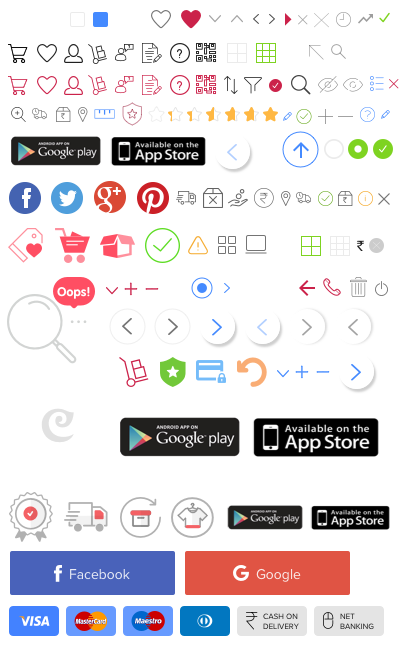 ANDROID APP ON
Google play
Available on the
App Store
f
g+
Oops!
ANDROID APP ON
Google play
Available on the
App Store
ANDROID APP ON
Google play
Available on the
App Store
f Facebook
G Google
VISA
MasterCard
Maestro
₹ CASH ON
DELIVERY
NET
BANKING